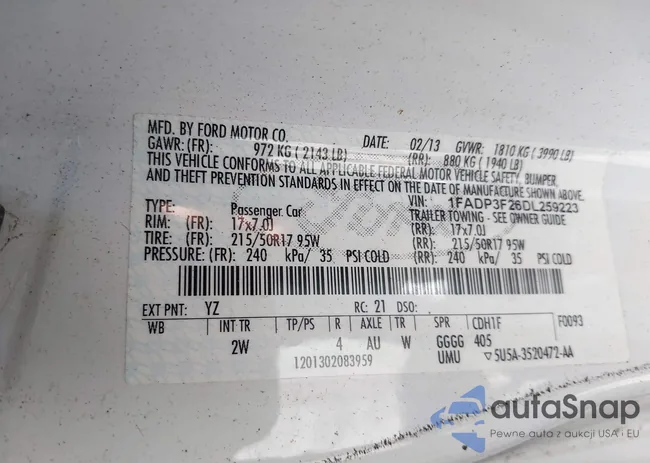 MFD. BY FORD MOTOR CO. DATE: 02/13 GVWR: 1810 KG ( 3990 LB)
GAWR: (FR): 972 KG ( 2143 LB) (RR): 880 KG ( 1940 LB)
THIS VEHICLE CONFORMS TO ALL APPLICABLE FEDERAL MOTOR VEHICLE SAFETY, BUMPER,
AND THEFT PREVENTION STANDARDS IN EFFECT ON THE DATE OF MANUFACTURE SHOWN ABOVE.
VIN: 1FADP3F26DL259223
TYPE: Passenger Car TRAILER TOWING - SEE OWNER GUIDE
RIM: (FR): 17x7.0J (RR): 17x7.0J
TIRE: (FR): 215/50R17 95W (RR): 215/50R17 95W
PRESSURE: (FR): 240 kPa/ 35 PSI COLD (RR): 240 kPa/ 35 PSI COLD
EXT PNT: YZ RC: 21 DSO: F0093
WB INT TR TP/PS R AXLE TR SPR CDH1F
2W 4 AU W GGGG 405
1201302083959 UMU ▽5U5A-3520472-AA
autaSnap
Pewne auto z aukcji USA i EU